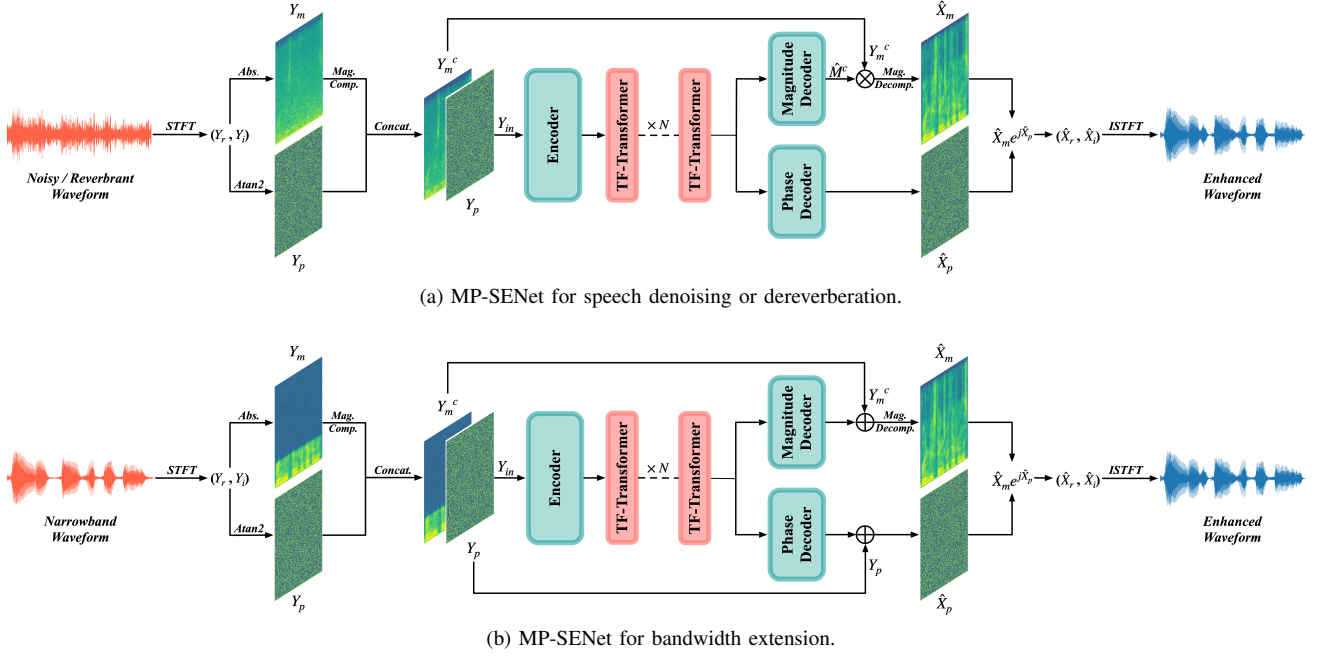 Y_m
X̂_m
Abs.
Mag.
Comp.
Y_m^c
Y_m^c
Magnitude
Decoder
M̂^c
Mag.
Decomp.
STFT
(Y_r , Y_i)
Concat.
Y_in
Encoder
TF-Transformer
× N
TF-Transformer
X̂_m e^{jX̂_p}
(X̂_r , X̂_i)
ISTFT
Noisy / Reverbrant
Waveform
Atan2
Phase
Decoder
Enhanced
Waveform
Y_p
Y_p
X̂_p
(a) MP-SENet for speech denoising or dereverberation.
Y_m
X̂_m
Abs.
Mag.
Comp.
Y_m^c
Y_m^c
Magnitude
Decoder
Mag.
Decomp.
STFT
(Y_r , Y_i)
Concat.
Y_in
Encoder
TF-Transformer
× N
TF-Transformer
X̂_m e^{jX̂_p}
(X̂_r , X̂_i)
ISTFT
Narrowband
Waveform
Atan2
Phase
Decoder
Enhanced
Waveform
Y_p
Y_p
Y_p
X̂_p
(b) MP-SENet for bandwidth extension.